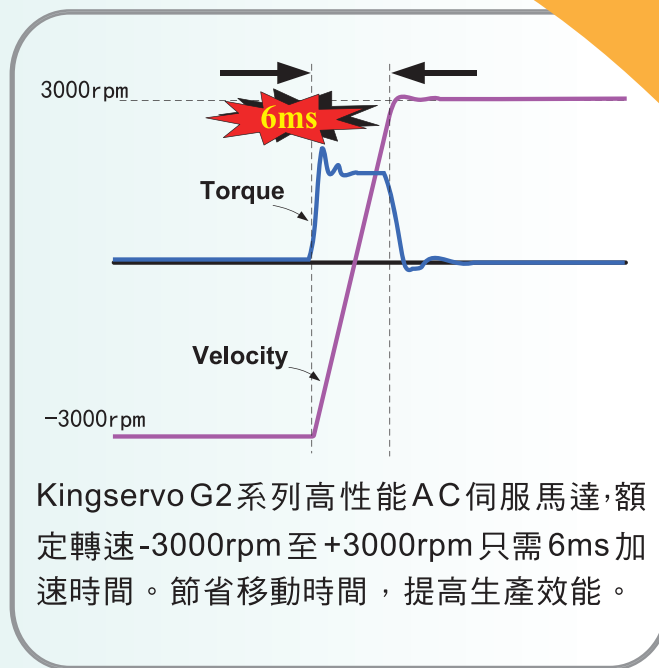 3000rpm
6ms
Torque
Velocity
-3000rpm
Kingservo G2系列高性能AC伺服馬達,額
定轉速-3000rpm至+3000rpm只需6ms加
速時間。節省移動時間，提高生產效能。